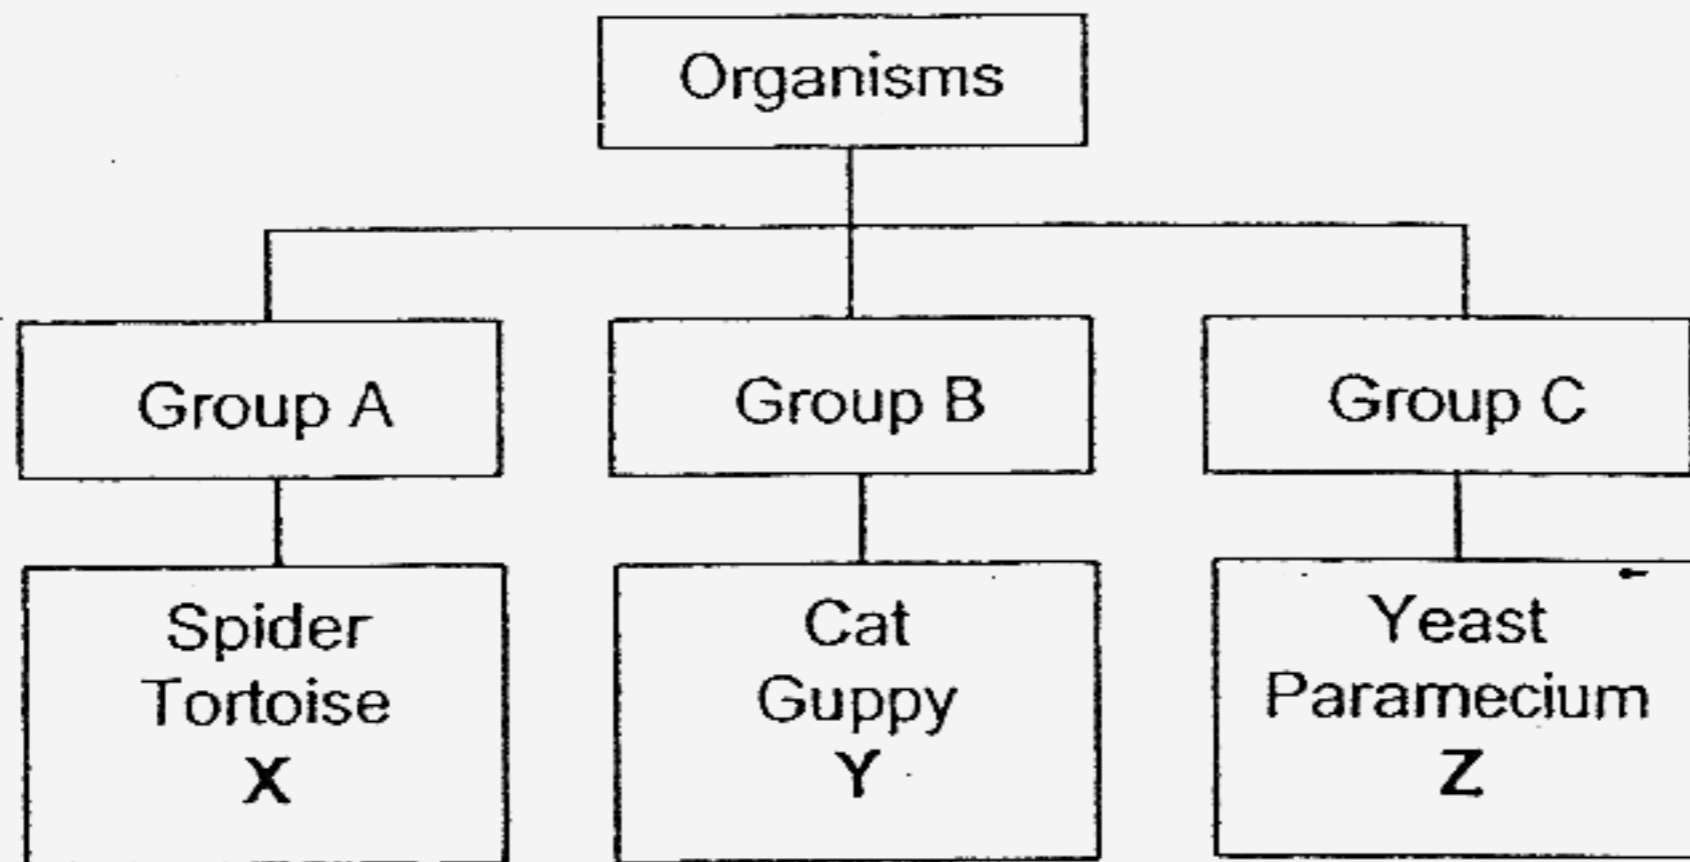 Organisms
Group A
Group B
Group C
Spider
Tortoise
X
Cat
Guppy
Y
Yeast
Paramecium
Z